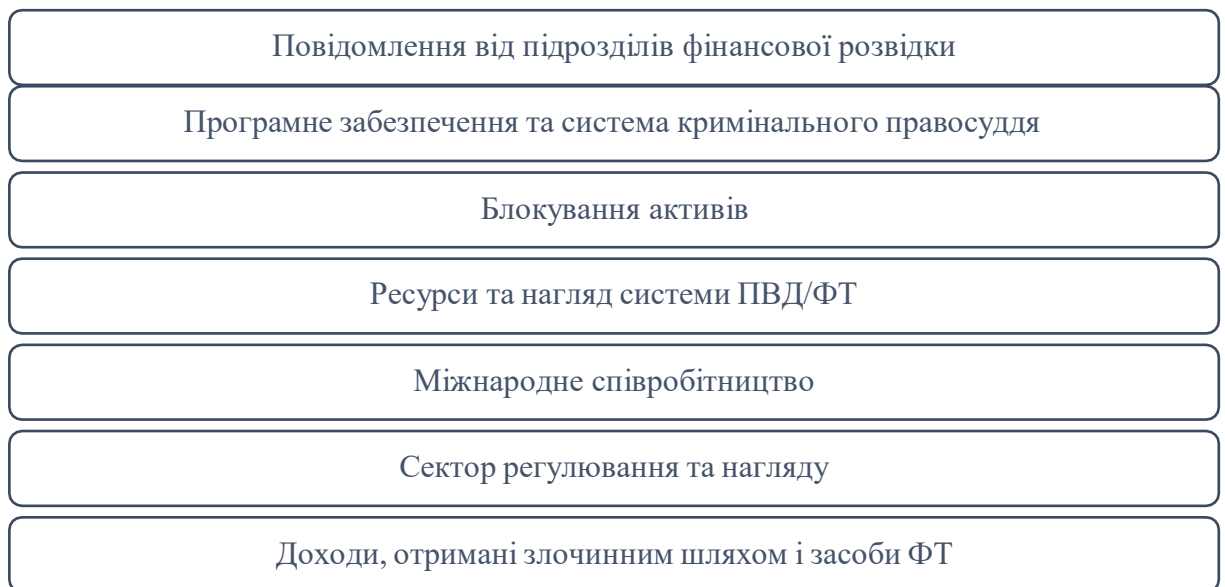 Повідомлення від підрозділів фінансової розвідки
Програмне забезпечення та система кримінального правосуддя
Блокування активів
Ресурси та нагляд системи ПВД/ФТ
Міжнародне співробітництво
Сектор регулювання та нагляду
Доходи, отримані злочинним шляхом і засоби ФТ